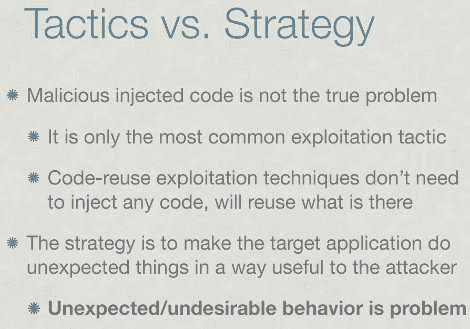 Tactics vs. Strategy
Malicious injected code is not the true problem
It is only the most common exploitation tactic
Code-reuse exploitation techniques don't need
to inject any code, will reuse what is there
The strategy is to make the target application do
unexpected things in a way useful to the attacker
Unexpected/undesirable behavior is problem